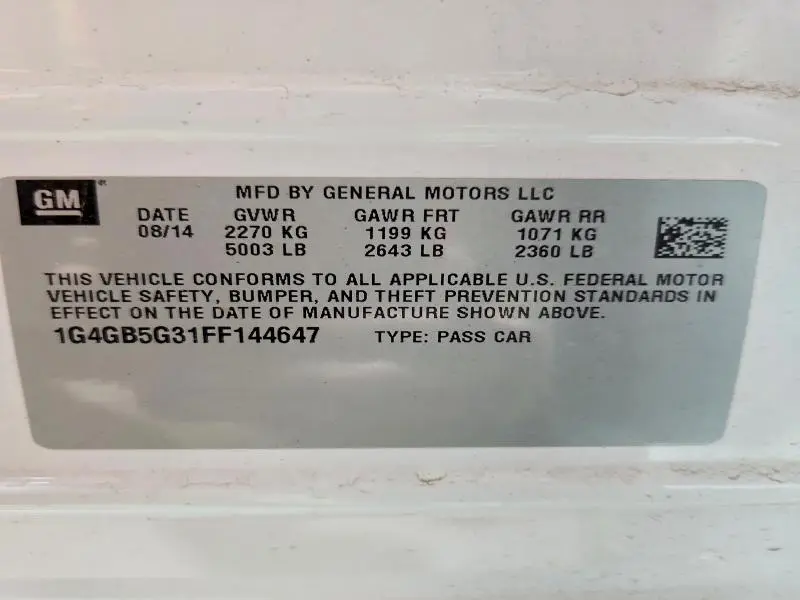 GM MFD BY GENERAL MOTORS LLC
DATE GVWR GAWR FRT GAWR RR
08/14 2270 KG 1199 KG 1071 KG
5003 LB 2643 LB 2360 LB
THIS VEHICLE CONFORMS TO ALL APPLICABLE U.S. FEDERAL MOTOR
VEHICLE SAFETY, BUMPER, AND THEFT PREVENTION STANDARDS IN
EFFECT ON THE DATE OF MANUFACTURE SHOWN ABOVE.
1G4GB5G31FF144647 TYPE: PASS CAR